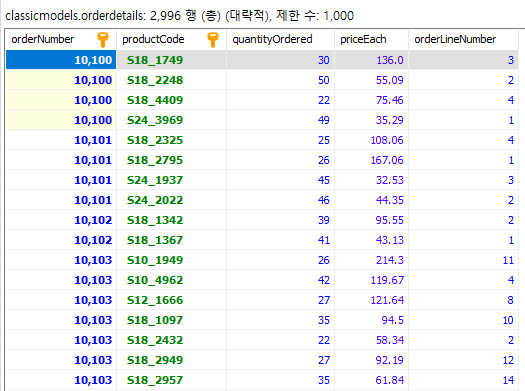 classicmodels.orderdetails: 2,996 행 (총) (대략적), 제한 수: 1,000
orderNumber productCode quantityOrdered priceEach orderLineNumber
10,100 S18_1749 30 136.0 3
10,100 S18_2248 50 55.09 2
10,100 S18_4409 22 75.46 4
10,100 S24_3969 49 35.29 1
10,101 S18_2325 25 108.06 4
10,101 S18_2795 26 167.06 1
10,101 S24_1937 45 32.53 3
10,101 S24_2022 46 44.35 2
10,102 S18_1342 39 95.55 2
10,102 S18_1367 41 43.13 1
10,103 S10_1949 26 214.3 11
10,103 S10_4962 42 119.67 4
10,103 S12_1666 27 121.64 8
10,103 S18_1097 35 94.5 10
10,103 S18_2432 22 58.34 2
10,103 S18_2949 27 92.19 12
10,103 S18_2957 35 61.84 14